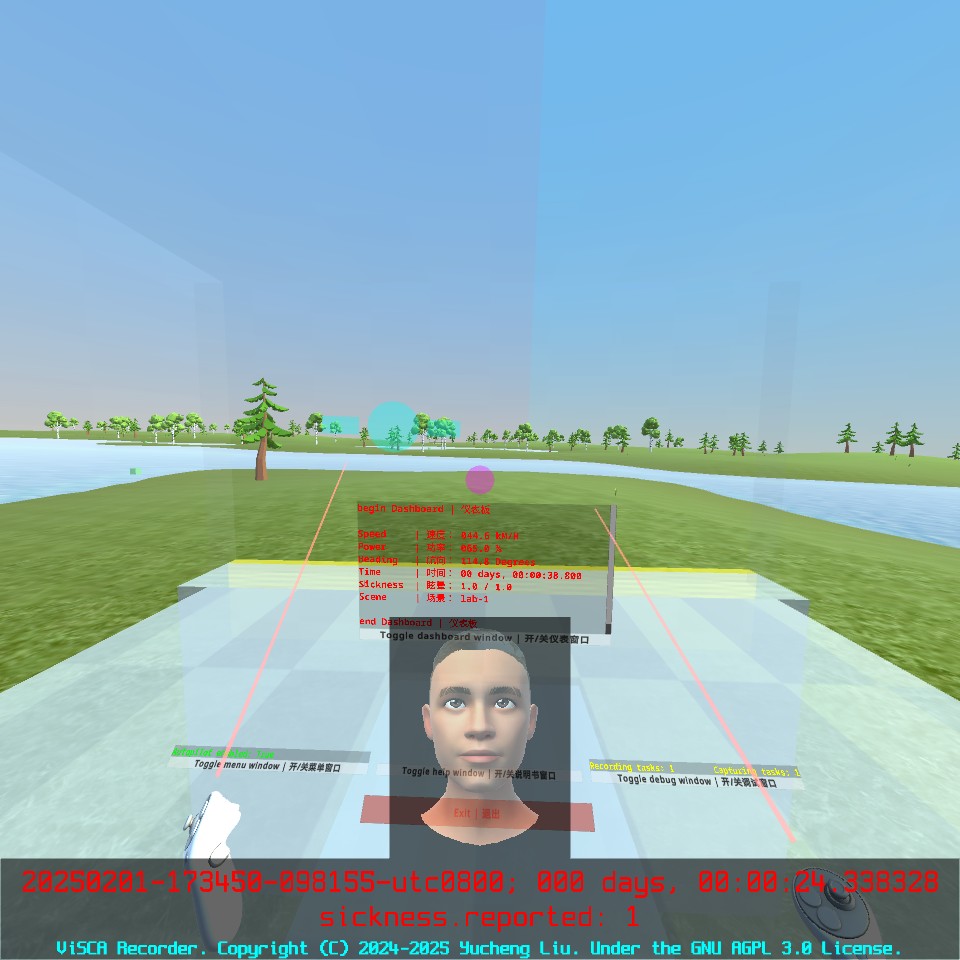 begin Dashboard | 仪表板
Speed | 速度： 044.6 KM/H
Power | 功率： 065.0 %
Heading | 航向： 114.6 Degrees
Time | 时间： 00 days, 00:00:38.800
Sickness | 眩晕： 1.0 / 1.0
Scene | 场景： lab-1
end Dashboard | 仪表板
Toggle dashboard window | 开/关仪表窗口
Toggle menu window | 开/关菜单窗口
Toggle help window | 开/关说明书窗口
Recording tasks: 1 Capturing tasks: 1
Toggle debug window | 开/关调试窗口
Exit | 退出
20250201-173450-098155-utc0800; 000 days, 00:00:24.338328
sickness.reported: 1
ViSCA Recorder. Copyright (C) 2024-2025 Yucheng Liu. Under the GNU AGPL 3.0 License.